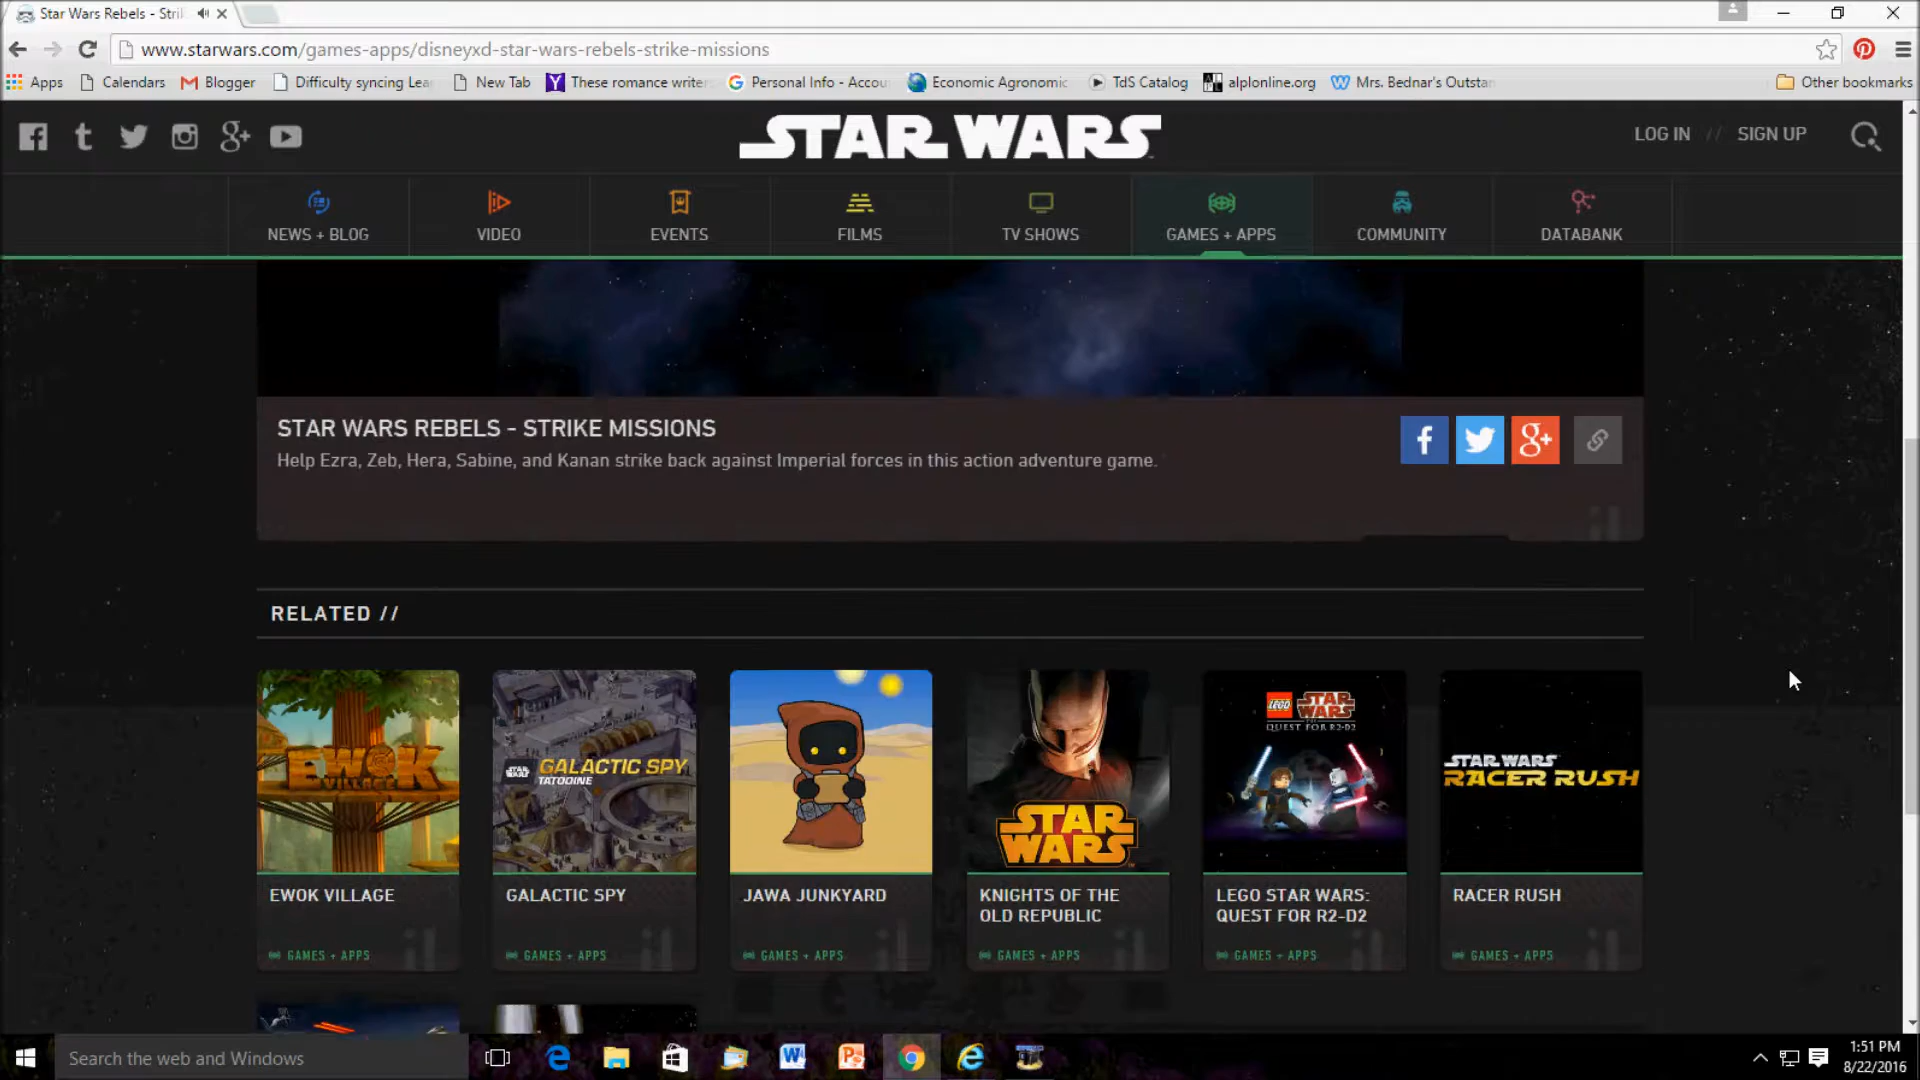 Star Wars Rebels - Stri
www.starwars.com/games-apps/disneyxd-star-wars-rebels-strike-missions
Apps Calendars Blogger Difficulty syncing Lea New Tab These romance writer Personal Info - Accou Economic Agronomic TdS Catalog alplonline.org Mrs. Bednar's Outstan Other bookmarks
STAR WARS
LOG IN // SIGN UP
NEWS + BLOG VIDEO EVENTS FILMS TV SHOWS GAMES + APPS COMMUNITY DATABANK
STAR WARS REBELS - STRIKE MISSIONS
Help Ezra, Zeb, Hera, Sabine, and Kanan strike back against Imperial forces in this action adventure game.
RELATED //
EWOK
VILLAGE
STAR WARS
GALACTIC SPY
TATOOINE
STAR
WARS
LEGO STAR WARS
QUEST FOR R2-D2
STAR WARS
RACER RUSH
EWOK VILLAGE
GALACTIC SPY
JAWA JUNKYARD
KNIGHTS OF THE
OLD REPUBLIC
LEGO STAR WARS:
QUEST FOR R2-D2
RACER RUSH
GAMES + APPS GAMES + APPS GAMES + APPS GAMES + APPS GAMES + APPS GAMES + APPS
Search the web and Windows
1:51 PM
8/22/2016